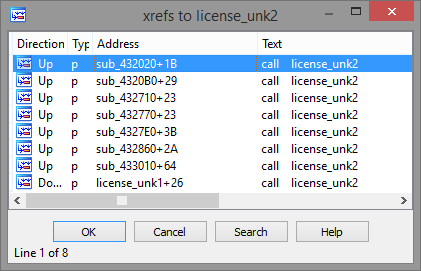 xrefs to license_unk2
Direction Typ Address Text
Up p sub_432020+1B call license_unk2
Up p sub_4320B0+29 call license_unk2
Up p sub_432710+23 call license_unk2
Up p sub_432770+23 call license_unk2
Up p sub_4327E0+3B call license_unk2
Up p sub_432860+2A call license_unk2
Up p sub_433010+64 call license_unk2
Do... p license_unk1+26 call license_unk2
OK Cancel Search Help
Line 1 of 8